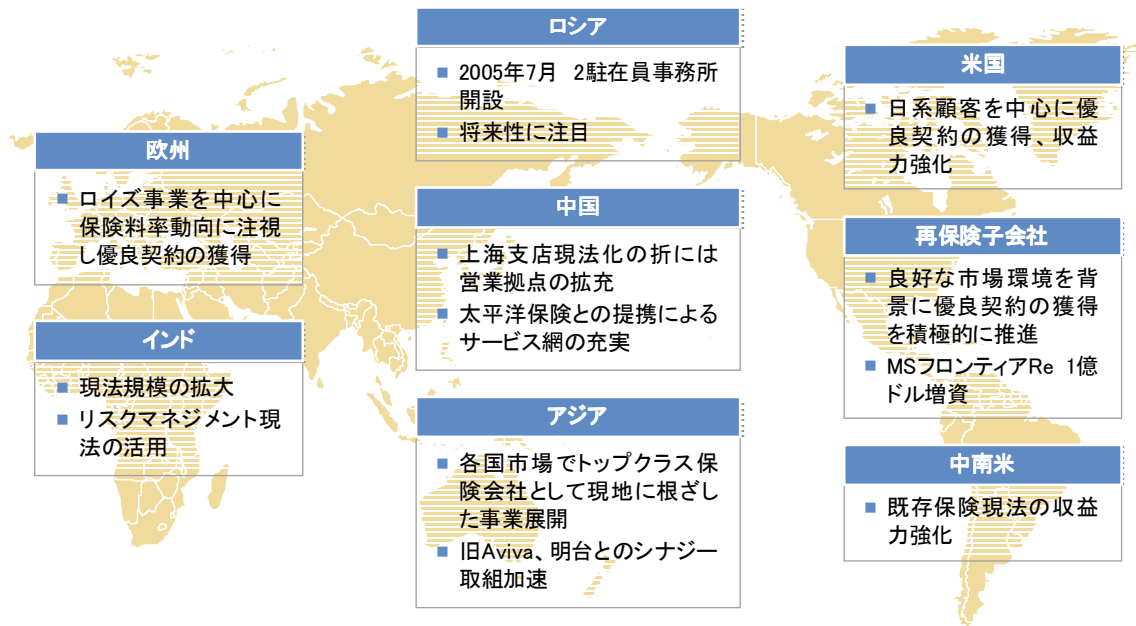 ロシア
2005年7月 2駐在員事務所
開設
将来性に注目
米国
日系顧客を中心に優
良契約の獲得、収益
力強化
欧州
ロイズ事業を中心に
保険料率動向に注視
し優良契約の獲得
中国
上海支店現法化の折には
営業拠点の拡充
太平洋保険との提携による
サービス網の充実
再保険子会社
良好な市場環境を背
景に優良契約の獲得
を積極的に推進
MSフロンティアRe 1億
ドル増資
インド
現法規模の拡大
リスクマネジメント現
法の活用
アジア
各国市場でトップクラス保
険会社として現地に根ざし
た事業展開
旧Aviva、明台とのシナジー
取組加速
中南米
既存保険現法の収益
力強化